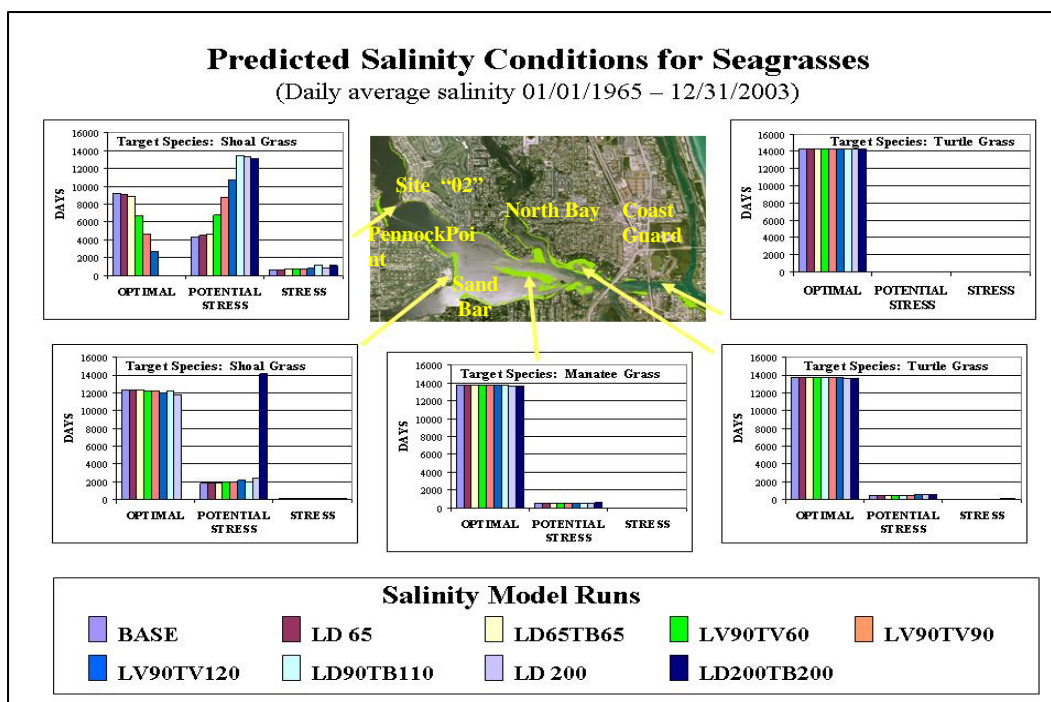 Predicted Salinity Conditions for Seagrasses
(Daily average salinity 01/01/1965 – 12/31/2003)
Target Species: Shoal Grass
16000
14000
12000
10000
8000
6000
4000
2000
0
DAYS
OPTIMAL
POTENTIAL
STRESS
STRESS
Site “02”
North Bay
Coast
Guard
PennockPoi
nt
Sand
Bar
Target Species: Turtle Grass
16000
14000
12000
10000
8000
6000
4000
2000
0
DAYS
OPTIMAL
POTENTIAL
STRESS
STRESS
Target Species: Shoal Grass
16000
14000
12000
10000
8000
6000
4000
2000
0
DAYS
OPTIMAL
POTENTIAL
STRESS
STRESS
Target Species: Manatee Grass
16000
14000
12000
10000
8000
6000
4000
2000
0
DAYS
OPTIMAL
POTENTIAL
STRESS
STRESS
Target Species: Turtle Grass
16000
14000
12000
10000
8000
6000
4000
2000
0
DAYS
OPTIMAL
POTENTIAL
STRESS
STRESS
Salinity Model Runs
BASE LD 65 LD65TB65 LV90TV60 LV90TV90
LV90TV120 LD90TB110 LD 200 LD200TB200